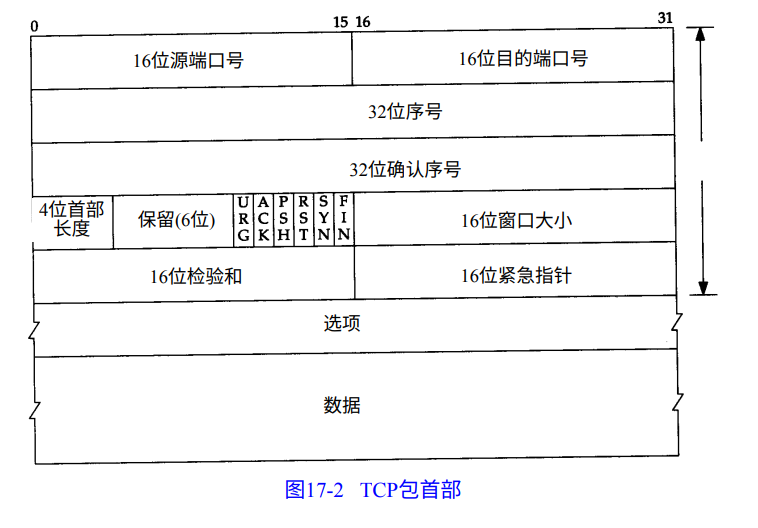 0 15 16 31
16位源端口号 16位目的端口号
32位序号
32位确认序号
4位首部
长度
保留(6位)
URG ACK PSH RST SYN FIN
16位窗口大小
16位检验和 16位紧急指针
选项
数据
图17-2 TCP包首部